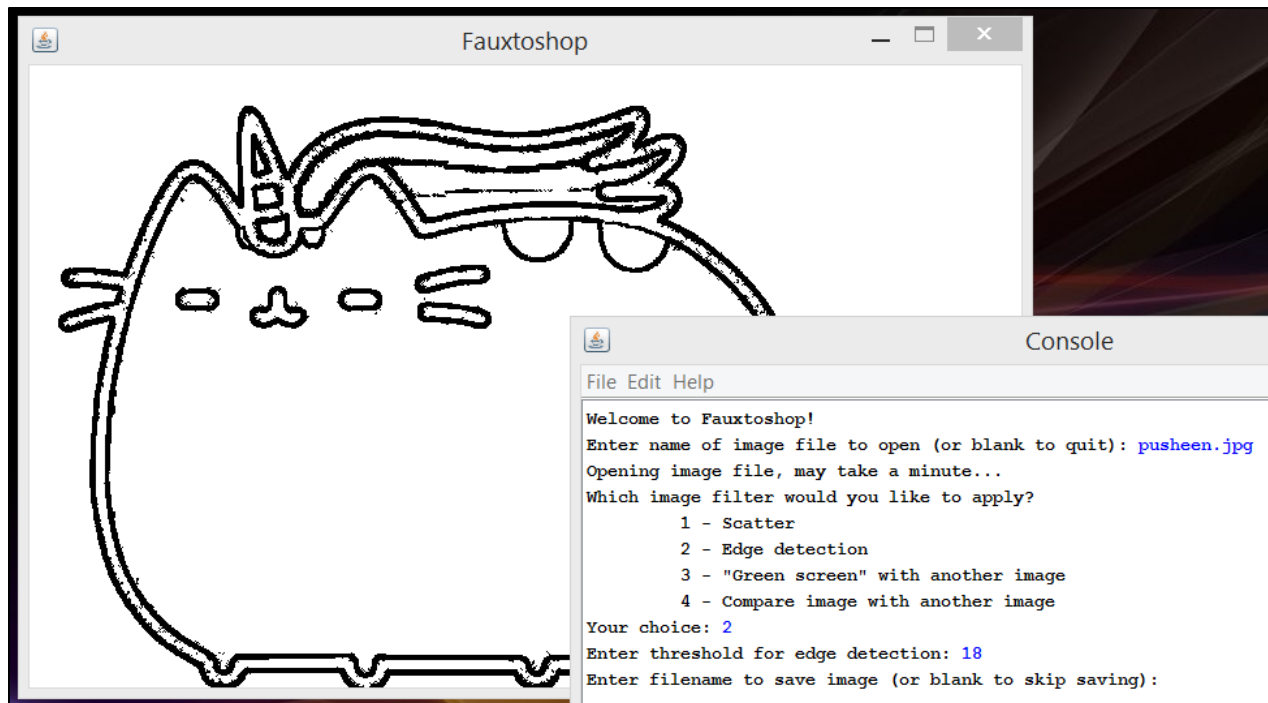 Fauxtoshop
Console
File Edit Help
Welcome to Fauxtoshop!
Enter name of image file to open (or blank to quit): pusheen.jpg
Opening image file, may take a minute...
Which image filter would you like to apply?
1 - Scatter
2 - Edge detection
3 - "Green screen" with another image
4 - Compare image with another image
Your choice: 2
Enter threshold for edge detection: 18
Enter filename to save image (or blank to skip saving):